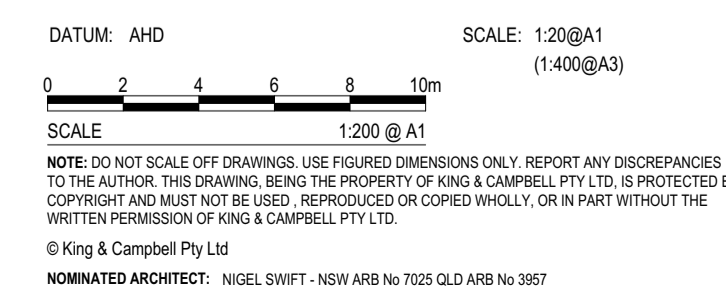 DATUM: AHD
SCALE: 1:20@A1
(1:400@A3)
0 2 4 6 8 10m
SCALE 1:200 @ A1
NOTE: DO NOT SCALE OFF DRAWINGS. USE FIGURED DIMENSIONS ONLY. REPORT ANY DISCREPANCIES
TO THE AUTHOR. THIS DRAWING, BEING THE PROPERTY OF KING & CAMPBELL PTY LTD, IS PROTECTED
COPYRIGHT AND MUST NOT BE USED , REPRODUCED OR COPIED WHOLLY, OR IN PART WITHOUT THE
WRITTEN PERMISSION OF KING & CAMPBELL PTY LTD.
© King & Campbell Pty Ltd
NOMINATED ARCHITECT: NIGEL SWIFT - NSW ARB No 7025 QLD ARB No 3957